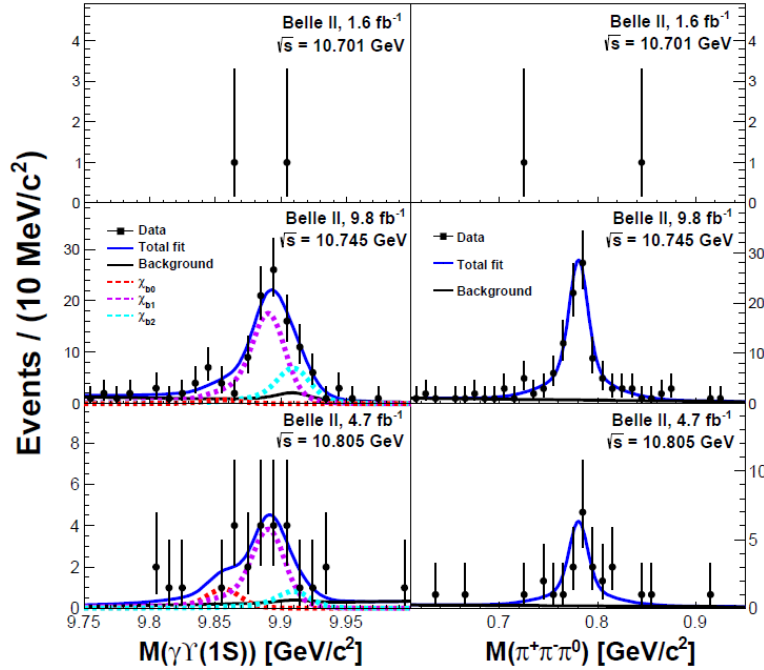 Belle II, 1.6 fb⁻¹
√s = 10.701 GeV
5
4
3
2
1
0
Belle II, 1.6 fb⁻¹
√s = 10.701 GeV
4
3
2
1
0
Events / (10 MeV/c²)
Belle II, 9.8 fb⁻¹
√s = 10.745 GeV
Data
Total fit
Background
χb0
χb1
χb2
30
20
10
0
Belle II, 9.8 fb⁻¹
√s = 10.745 GeV
Data
Total fit
Background
30
20
10
0
Belle II, 4.7 fb⁻¹
√s = 10.805 GeV
8
6
4
2
0
Belle II, 4.7 fb⁻¹
√s = 10.805 GeV
10
5
0
9.75 9.8 9.85 9.9 9.95
0.7 0.8 0.9
M(γϒ(1S)) [GeV/c²]
M(π⁺π⁻π⁰) [GeV/c²]